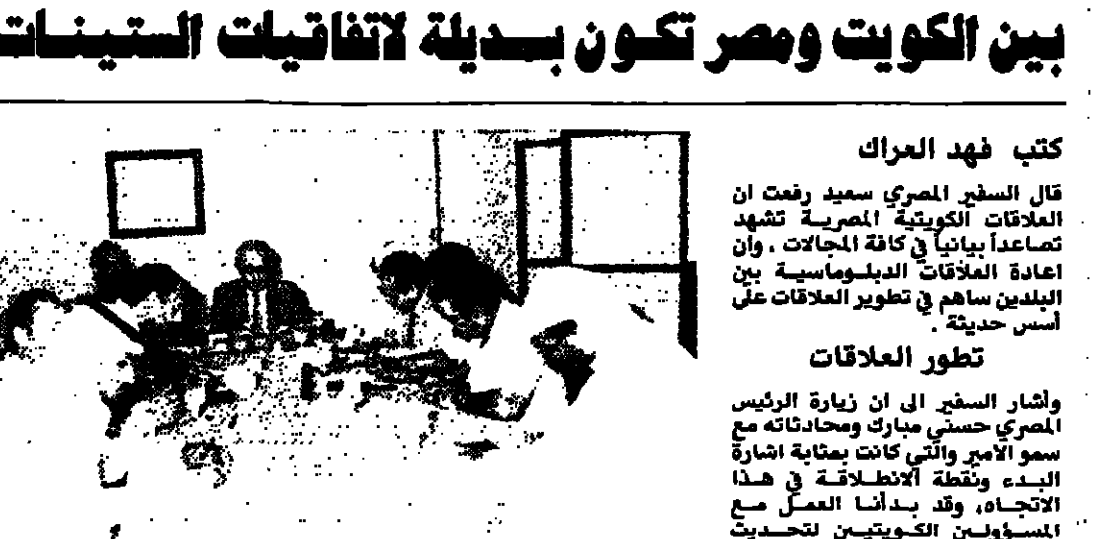 بين الكويت ومصر تكون بديلة لاتفاقيات الستينات
كتب فهد العراك
قال السفير المصري سعيد رفعت ان
العلاقات الكويتية المصرية تشهد
تصاعداً بيانياً في كافة المجالات ، وان
اعادة العلاقات الدبلوماسية بين
البلدين ساهم في تطوير العلاقات على
أسس حديثة .
تطور العلاقات
وأشار السفير الى ان زيارة الرئيس
المصري حسني مبارك ومحادثاته مع
سمو الامير والتي كانت بمثابة اشارة
البدء ونقطة الانطلاقة في هذا
الاتجاه، وقد بدأنا العمل مع
المسؤولين الكويتيين لتحديث